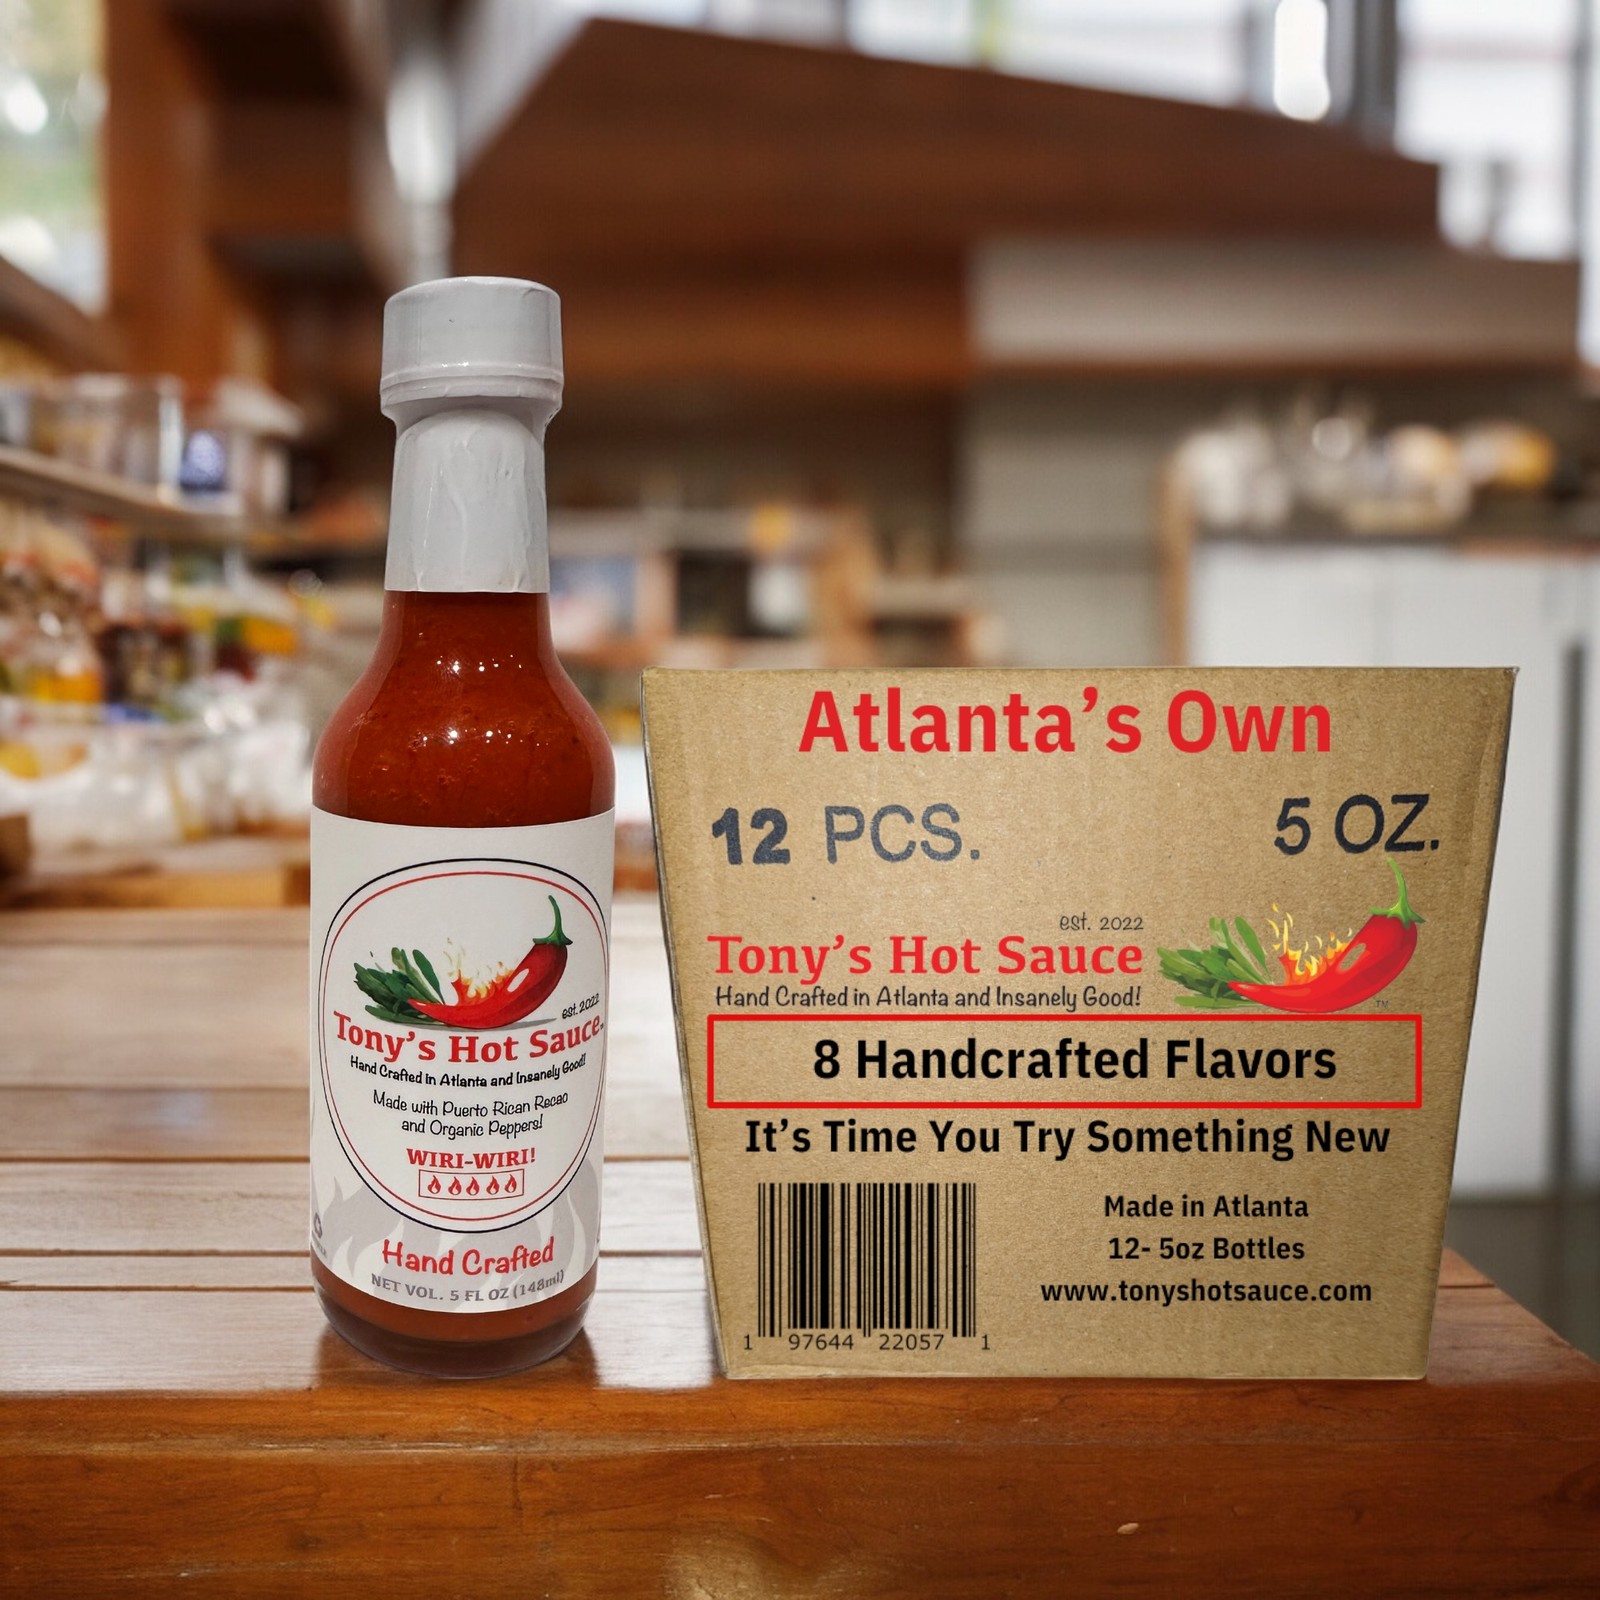 est. 2022
Tony's Hot Sauce
Hand Crafted in Atlanta and Insanely Good!
Made with Puerto Rican Recao
and Organic Peppers!
WIRI-WIRI!
Hand Crafted
NET VOL. 5 FL OZ (148ml)
Atlanta's Own
12 PCS. 5 OZ.
est. 2022
Tony's Hot Sauce
Hand Crafted in Atlanta and Insanely Good!
TM
8 Handcrafted Flavors
It's Time You Try Something New
Made in Atlanta
12- 5oz Bottles
www.tonyshotsauce.com
1 97644 22057 1